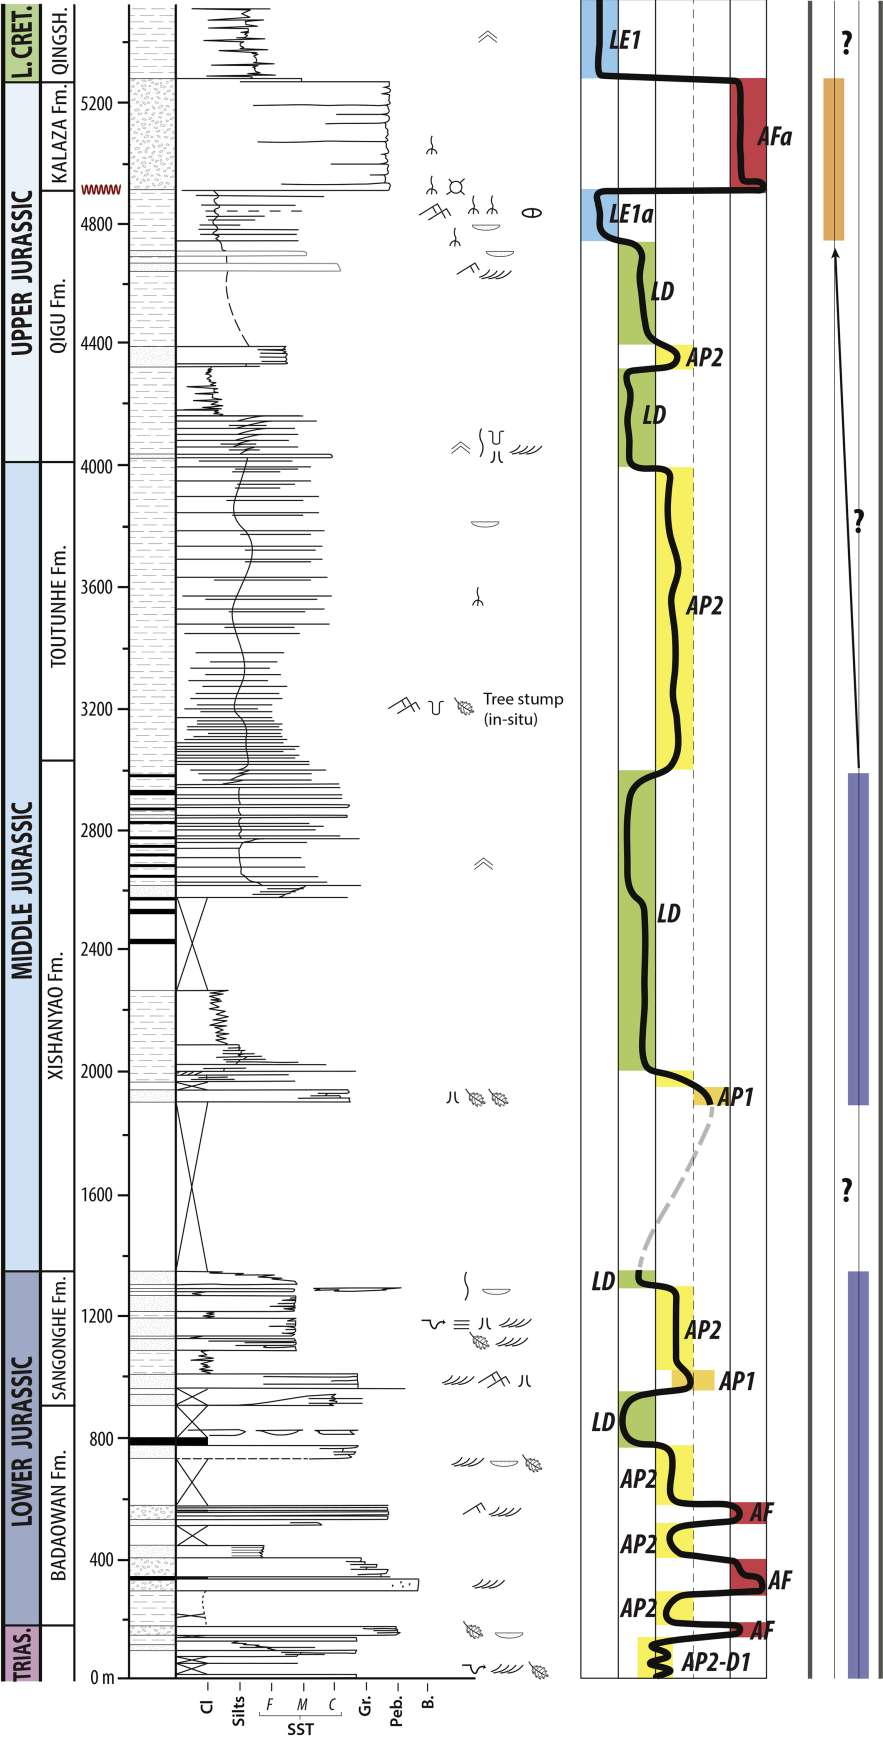 L. CRET.
UPPER JURASSIC
MIDDLE JURASSIC
LOWER JURASSIC
TRIAS.
QINGSH.
KALAZA Fm.
QIGU Fm.
TOUTUNHE Fm.
XISHANYAO Fm.
SANGONGHE Fm.
BADAOWAN Fm.
5200
4800
4400
4000
3600
3200
2800
2400
2000
1600
1200
800
400
0 m
Cl
Silts
F
M
C
SST
Gr.
Peb.
B.
Tree stump
(in-situ)
LE1
AFa
LE1a
LD
AP2
LD
AP2
LD
AP1
LD
AP2
AP1
LD
AP2
AF
AP2
AF
AP2
AF
AP2-D1
?
?
?